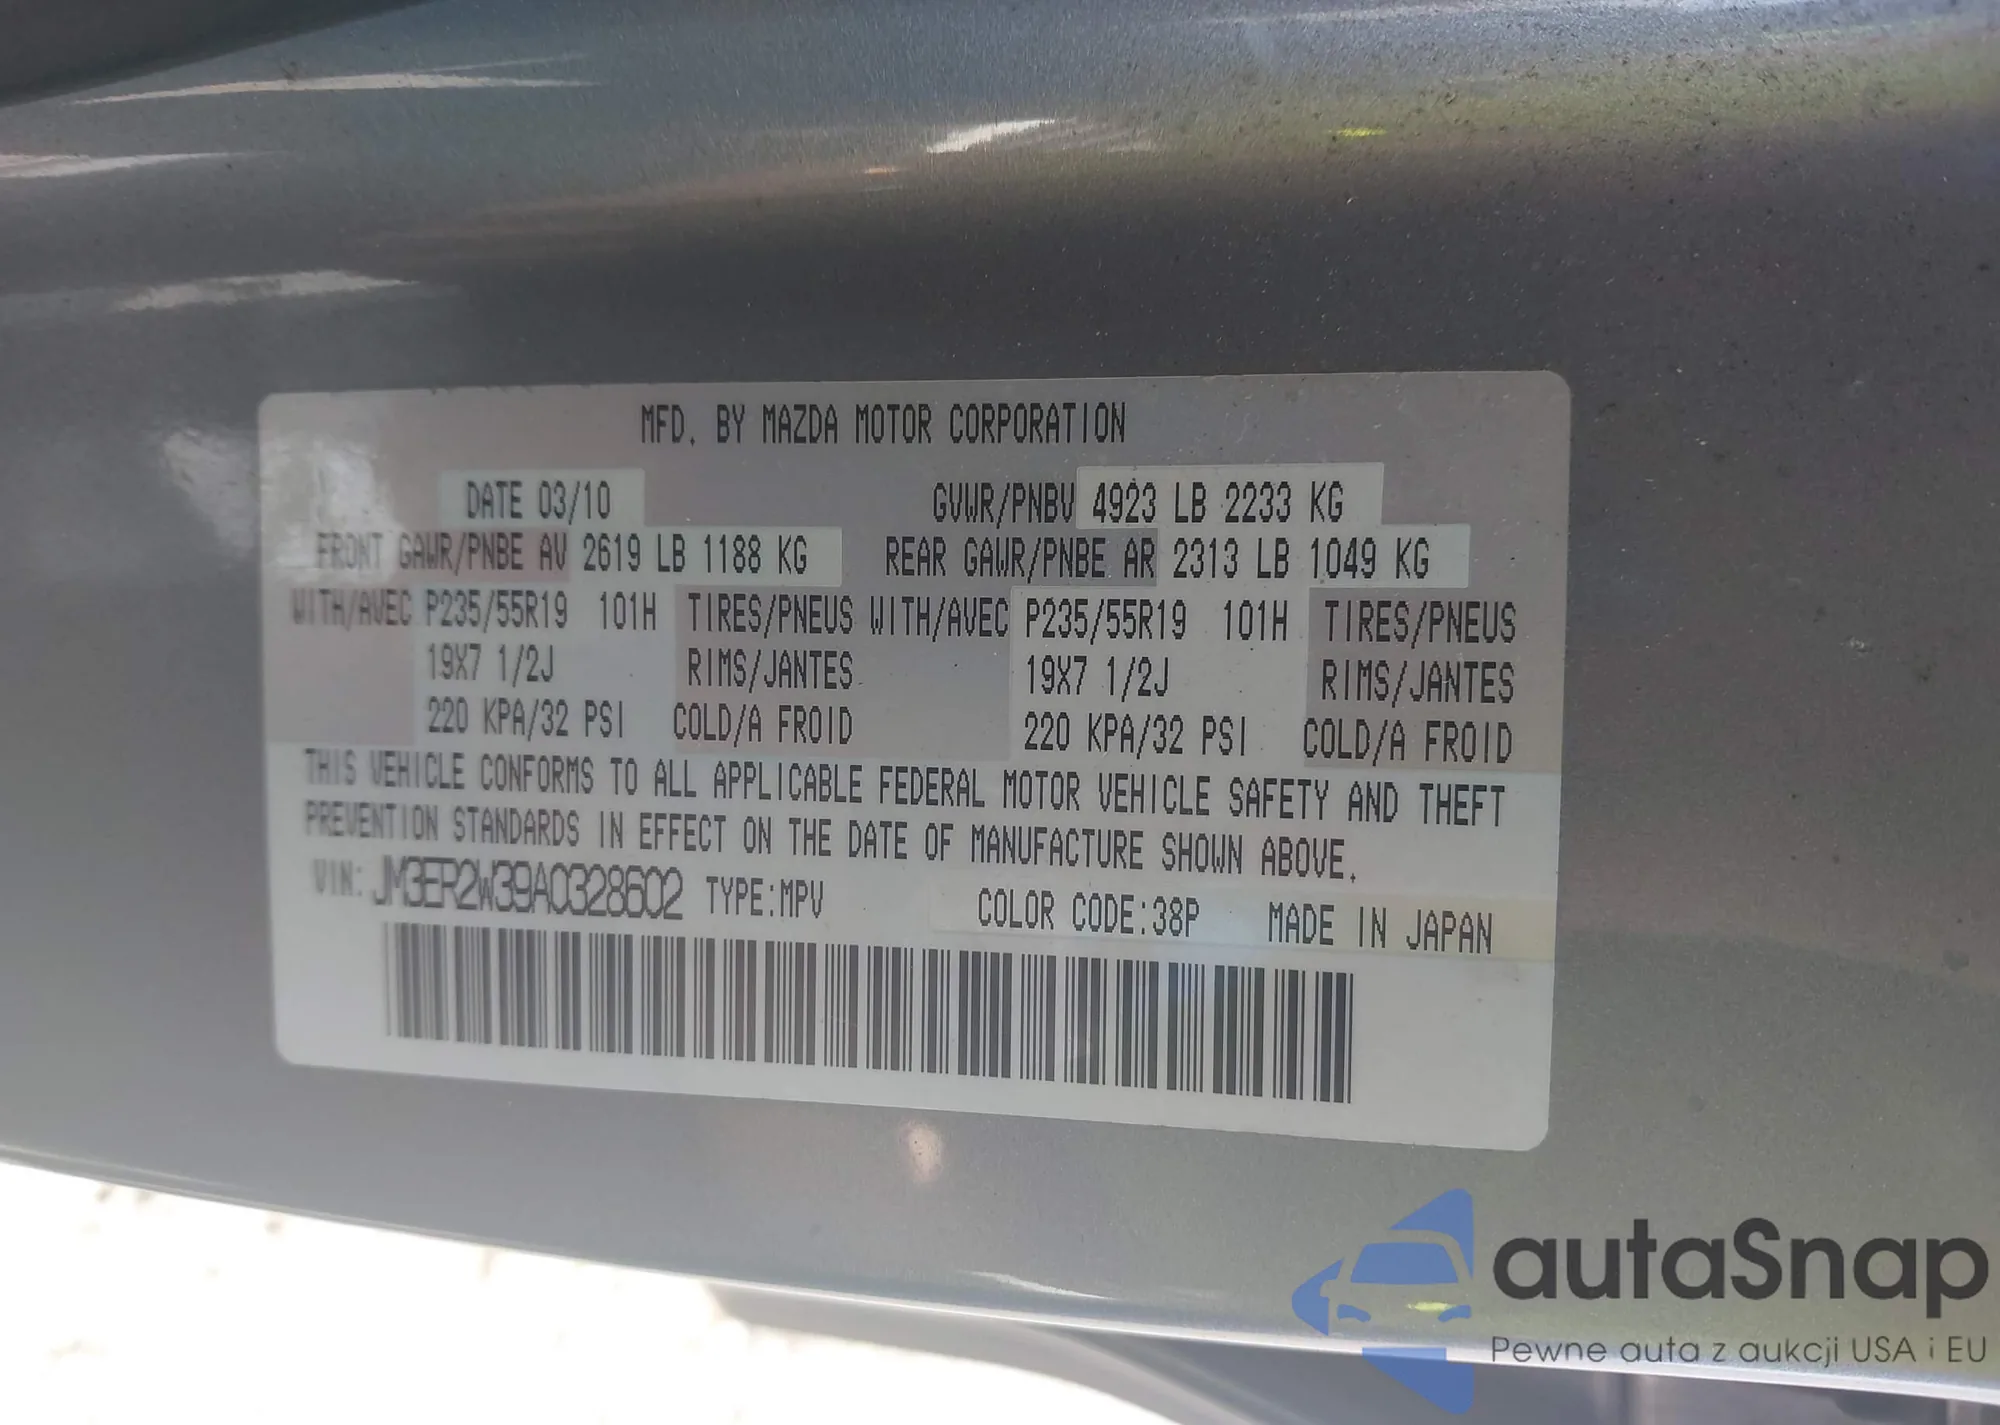 MFD. BY MAZDA MOTOR CORPORATION
DATE 03/10 GVWR/PNBV 4923 LB 2233 KG
FRONT GAWR/PNBE AV 2619 LB 1188 KG REAR GAWR/PNBE AR 2313 LB 1049 KG
WITH/AVEC P235/55R19 101H TIRES/PNEUS WITH/AVEC P235/55R19 101H TIRES/PNEUS
19X7 1/2J RIMS/JANTES 19X7 1/2J RIMS/JANTES
220 KPA/32 PSI COLD/A FROID 220 KPA/32 PSI COLD/A FROID
THIS VEHICLE CONFORMS TO ALL APPLICABLE FEDERAL MOTOR VEHICLE SAFETY AND THEFT
PREVENTION STANDARDS IN EFFECT ON THE DATE OF MANUFACTURE SHOWN ABOVE.
VIN: JM3ER2W39A0328602 TYPE:MPV COLOR CODE:38P MADE IN JAPAN
autaSnap
Pewne auta z aukcji USA i EU